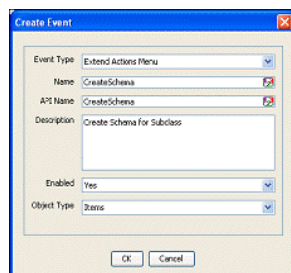 Create Event
Event Type Extend Actions Menu
Name CreateSchema
API Name CreateSchema
Description Create Schema for Subclass
Enabled Yes
Object Type Items
OK Cancel